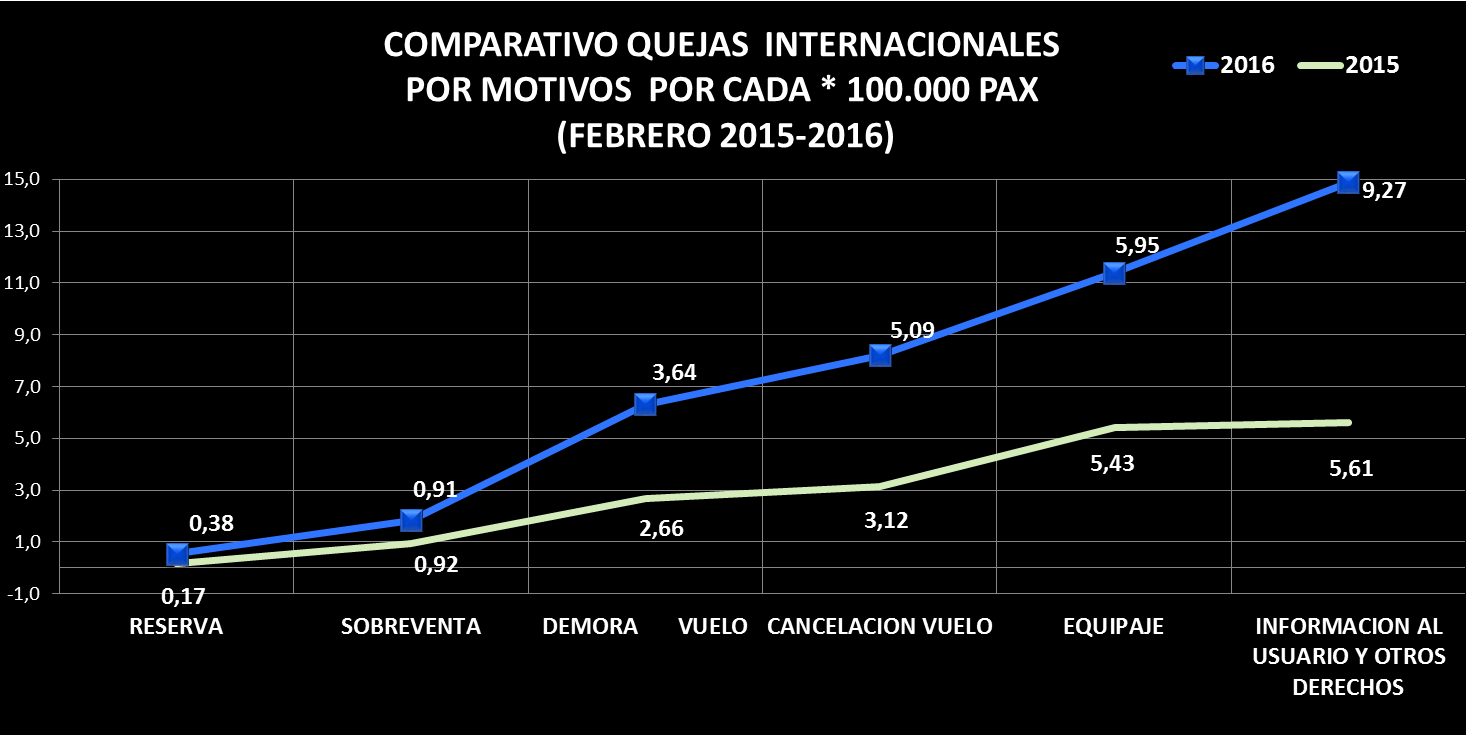 COMPARATIVO QUEJAS INTERNACIONALES
POR MOTIVOS POR CADA * 100.000 PAX
(FEBRERO 2015-2016)
2016 2015
15,0
13,0
11,0
9,0
7,0
5,0
3,0
1,0
-1,0
0,38
0,91
3,64
5,09
5,95
9,27
0,17
0,92
2,66
3,12
5,43
5,61
RESERVA
SOBREVENTA
DEMORA VUELO
CANCELACION VUELO
EQUIPAJE
INFORMACION AL
USUARIO Y OTROS
DERECHOS